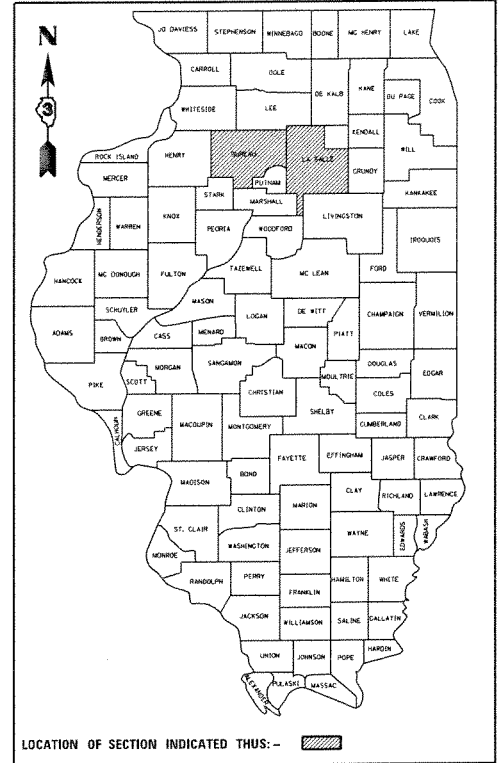 JO DAVIESS STEPHENSON WINNEBAGO BOONE MC HENRY LAKE
N
CARROLL OGLE
DE KALB KANE
3
DU PAGE COOK
WHITESIDE LEE
KENDALL
WILL
ROCK ISLAND HENRY BUREAU LA SALLE
GRUNDY
MERCER PUTNAM
KANKAKEE
STARK
MARSHALL
HENDERSON WARREN KNOX LIVINGSTON
PEORIA WOODFORD
IROQUOIS
HANCOCK MC DONOUGH FULTON TAZEWELL MC LEAN FORD
MASON
SCHUYLER LOGAN DE WITT CHAMPAIGN VERMILION
ADAMS CASS MENARD PIATT
BROWN MACON
MORGAN SANGAMON DOUGLAS EDGAR
PIKE SCOTT MOULTRIE
CHRISTIAN COLES
GREENE SHELBY
CALHOUN MACOUPIN MONTGOMERY CUMBERLAND CLARK
JERSEY
FAYETTE EFFINGHAM JASPER CRAWFORD
MADISON BOND
CLAY RICHLAND LAWRENCE
CLINTON MARION
ST. CLAIR WAYNE EDWARDS WABASH
WASHINGTON JEFFERSON
MONROE
RANDOLPH PERRY HAMILTON WHITE
FRANKLIN
JACKSON WILLIAMSON SALINE GALLATIN
HARDIN
UNION JOHNSON POPE
ALEXANDER PULASKI MASSAC
LOCATION OF SECTION INDICATED THUS: -